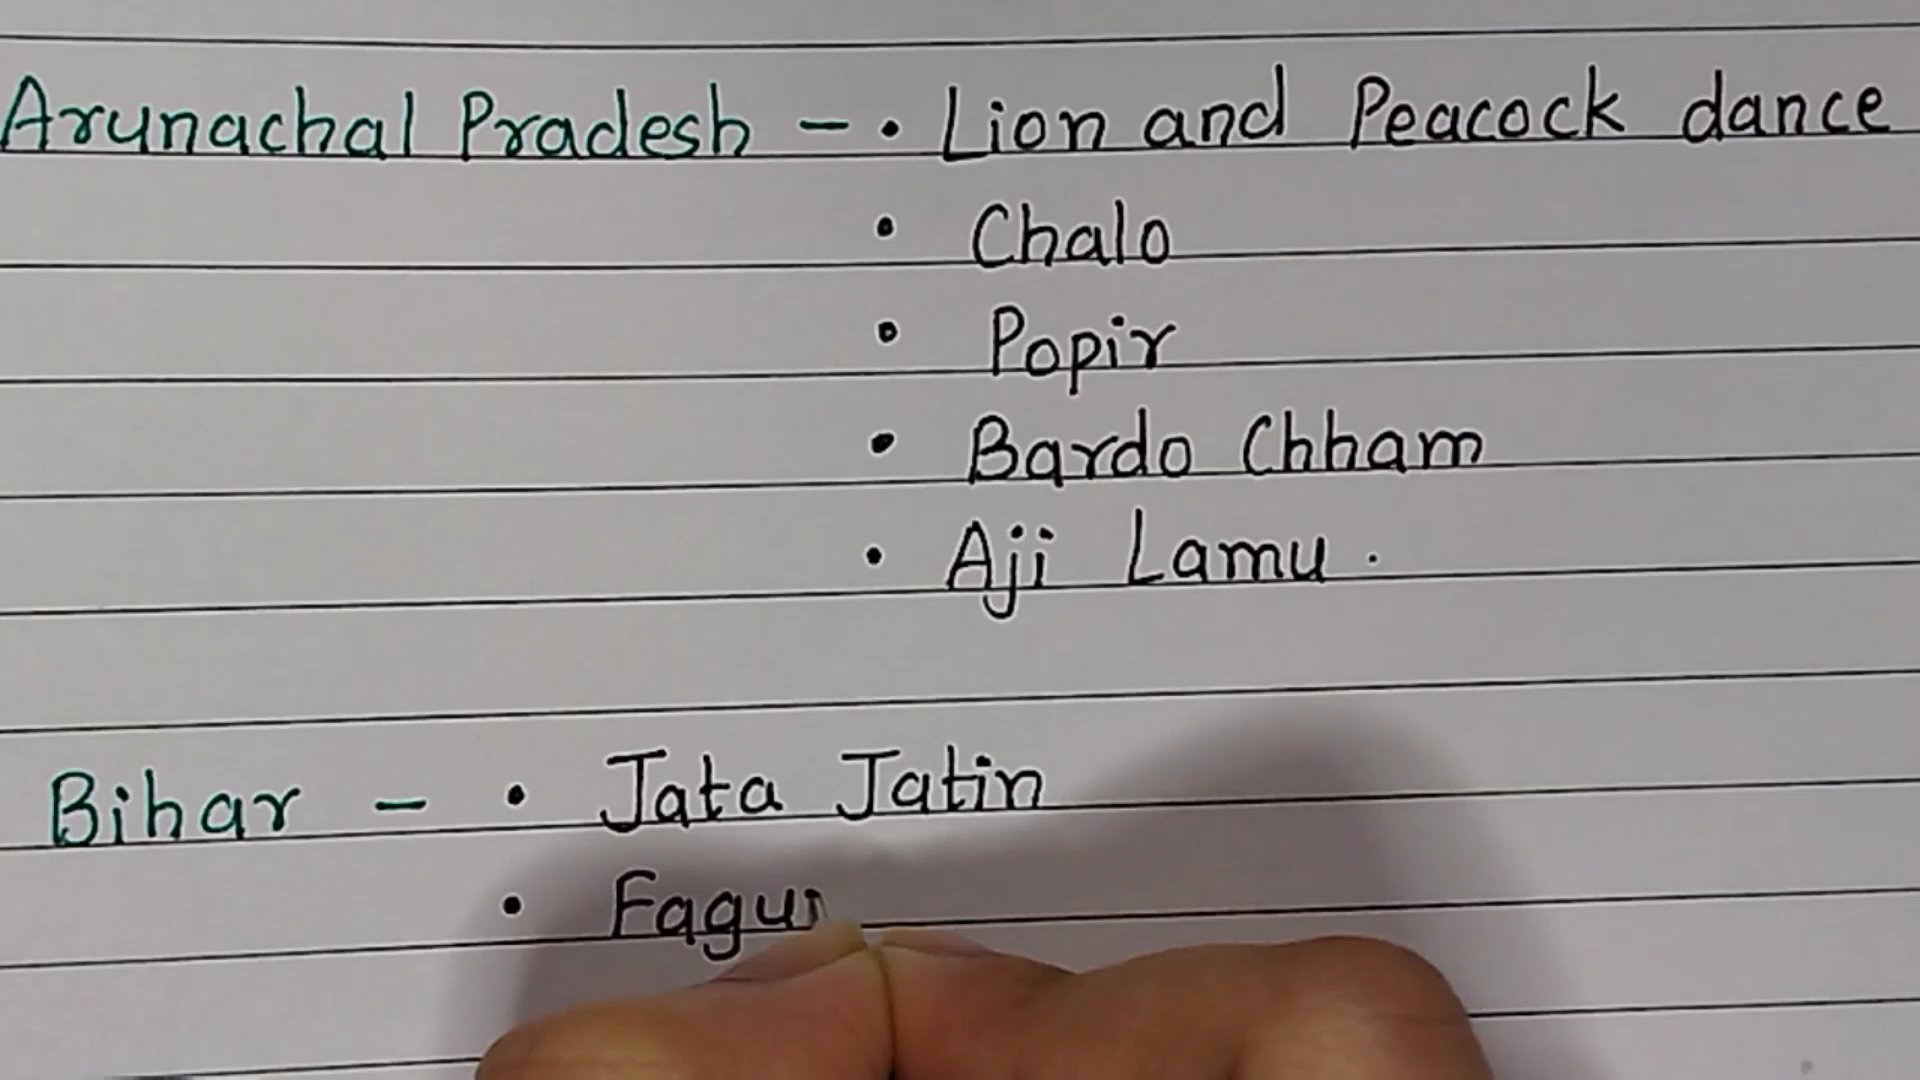 Arunachal Pradesh - • Lion and Peacock dance
• Chalo
• Popir
• Bardo Chham
• Aji Lamu.
Bihar - • Jata Jatin
•